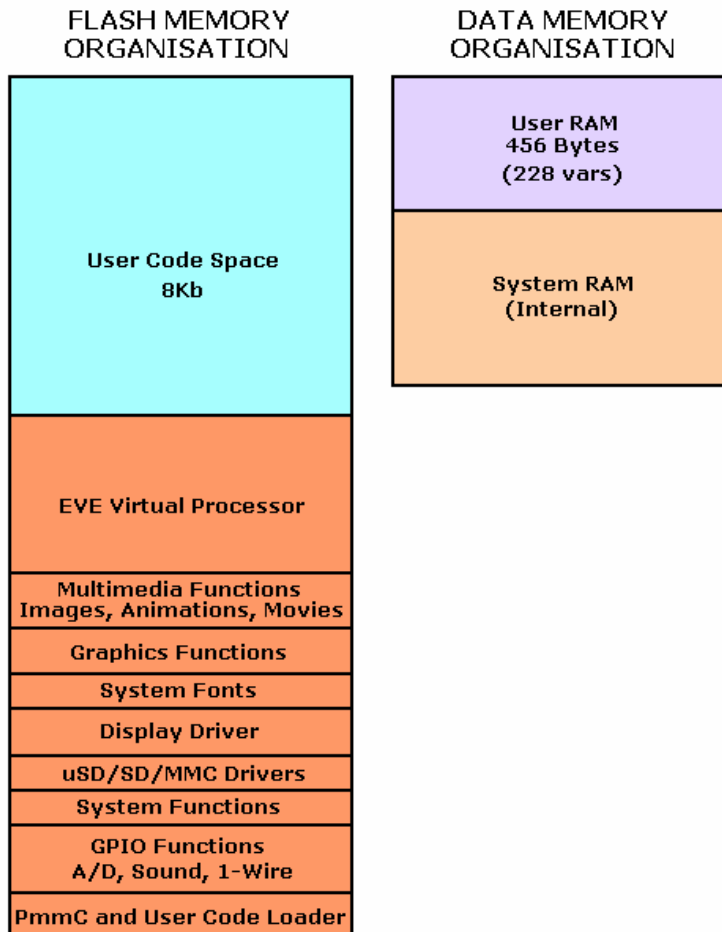 FLASH MEMORY
ORGANISATION
User Code Space
8Kb
EVE Virtual Processor
Multimedia Functions
Images, Animations, Movies
Graphics Functions
System Fonts
Display Driver
uSD/SD/MMC Drivers
System Functions
GPIO Functions
A/D, Sound, 1-Wire
PmmC and User Code Loader
DATA MEMORY
ORGANISATION
User RAM
456 Bytes
(228 vars)
System RAM
(Internal)